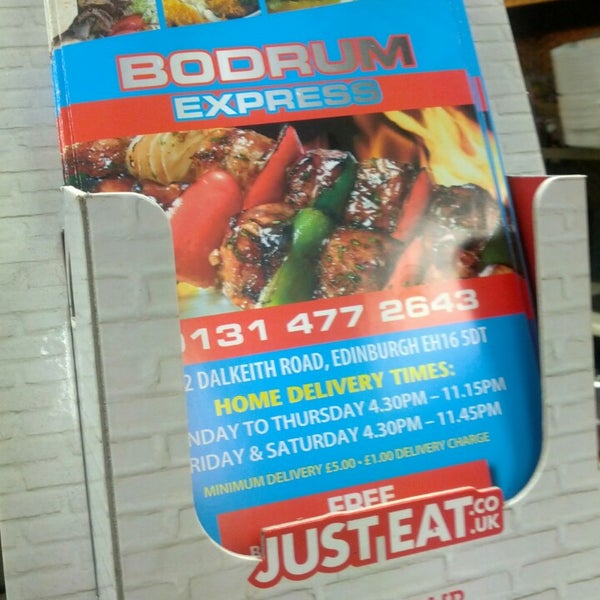 BODRUM
EXPRESS
131 477 2643
2 DALKEITH ROAD, EDINBURGH EH16 5DT
HOME DELIVERY TIMES:
NDAY TO THURSDAY 4.30PM – 11.15PM
RIDAY & SATURDAY 4.30PM – 11.45PM
MINIMUM DELIVERY £5.00 • £1.00 DELIVERY CHARGE
FREE
JUST EAT.CO
.UK